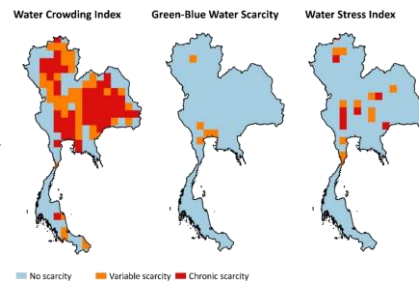 Water Crowding Index
Green-Blue Water Scarcity
Water Stress Index
No scarcity
Variable scarcity
Chronic scarcity